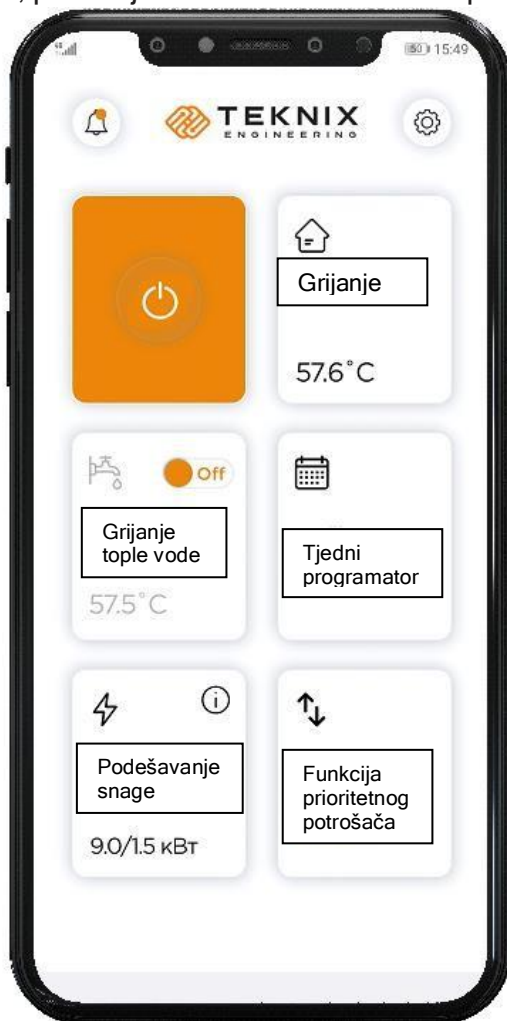 15:49
TEKNIX
ENGINEERING
Grijanje
57.6°C
Off
Grijanje
tople vode
57.5°C
Tjedni
programator
Podešavanje
snage
9.0/1.5 кВт
Funkcija
prioritetnog
potrošača